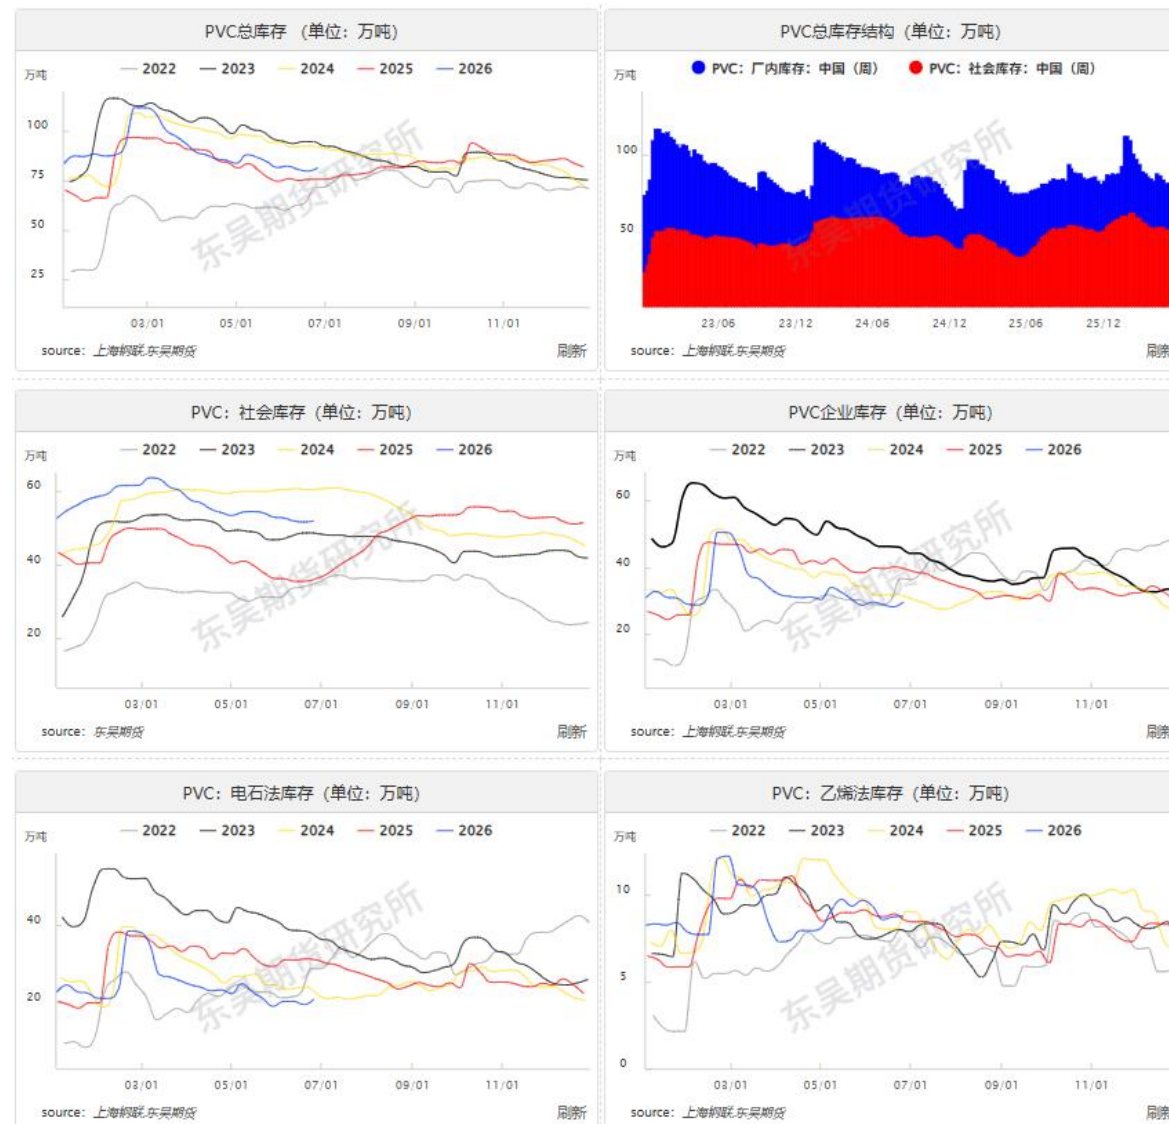 PVC总库存 （单位：万吨）
万吨
2022 2023 2024 2025 2026
100
75
50
25
03/01 05/01 07/01 09/01 11/01
东吴期货研究所
source：上海钢联,东吴期货
刷新
PVC总库存结构（单位：万吨）
万吨
PVC：厂内库存：中国（周） PVC：社会库存：中国（周）
100
50
23/06 23/12 24/06 24/12 25/06 25/12
东吴期货研究所
source：上海钢联,东吴期货
刷新
PVC：社会库存（单位：万吨）
万吨
2022 2023 2024 2025 2026
60
40
20
03/01 05/01 07/01 09/01 11/01
东吴期货研究所
source：东吴期货
刷新
PVC企业库存（单位：万吨）
万吨
2022 2023 2024 2025 2026
60
40
20
03/01 05/01 07/01 09/01 11/01
东吴期货研究所
source：上海钢联,东吴期货
刷新
PVC：电石法库存（单位：万吨）
万吨
2022 2023 2024 2025 2026
40
20
03/01 05/01 07/01 09/01 11/01
东吴期货研究所
source：上海钢联,东吴期货
刷新
PVC：乙烯法库存（单位：万吨）
万吨
2022 2023 2024 2025 2026
10
5
0
03/01 05/01 07/01 09/01 11/01
东吴期货研究所
source：上海钢联,东吴期货
刷新